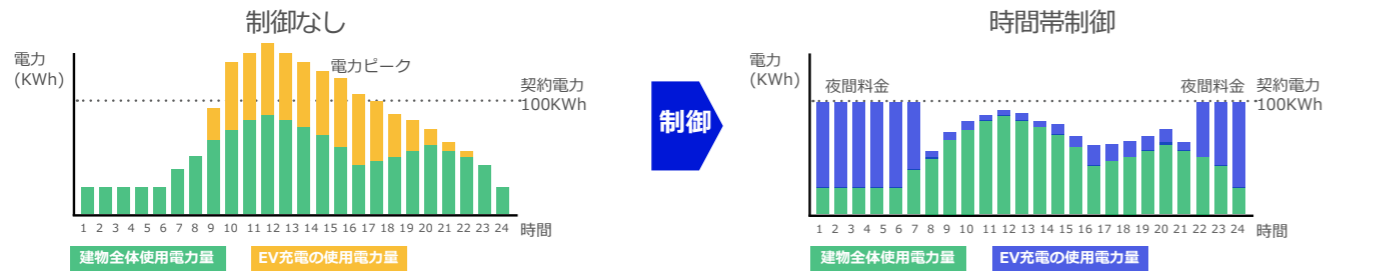 制御なし
電力
(KWh)
電力ピーク
契約電力
100KWh
1 2 3 4 5 6 7 8 9 10 11 12 13 14 15 16 17 18 19 20 21 22 23 24
時間
建物全体使用電力量
EV充電の使用電力量
制御
時間帯制御
電力
(KWh)
夜間料金
夜間料金
契約電力
100KWh
1 2 3 4 5 6 7 8 9 10 11 12 13 14 15 16 17 18 19 20 21 22 23 24
時間
建物全体使用電力量
EV充電の使用電力量